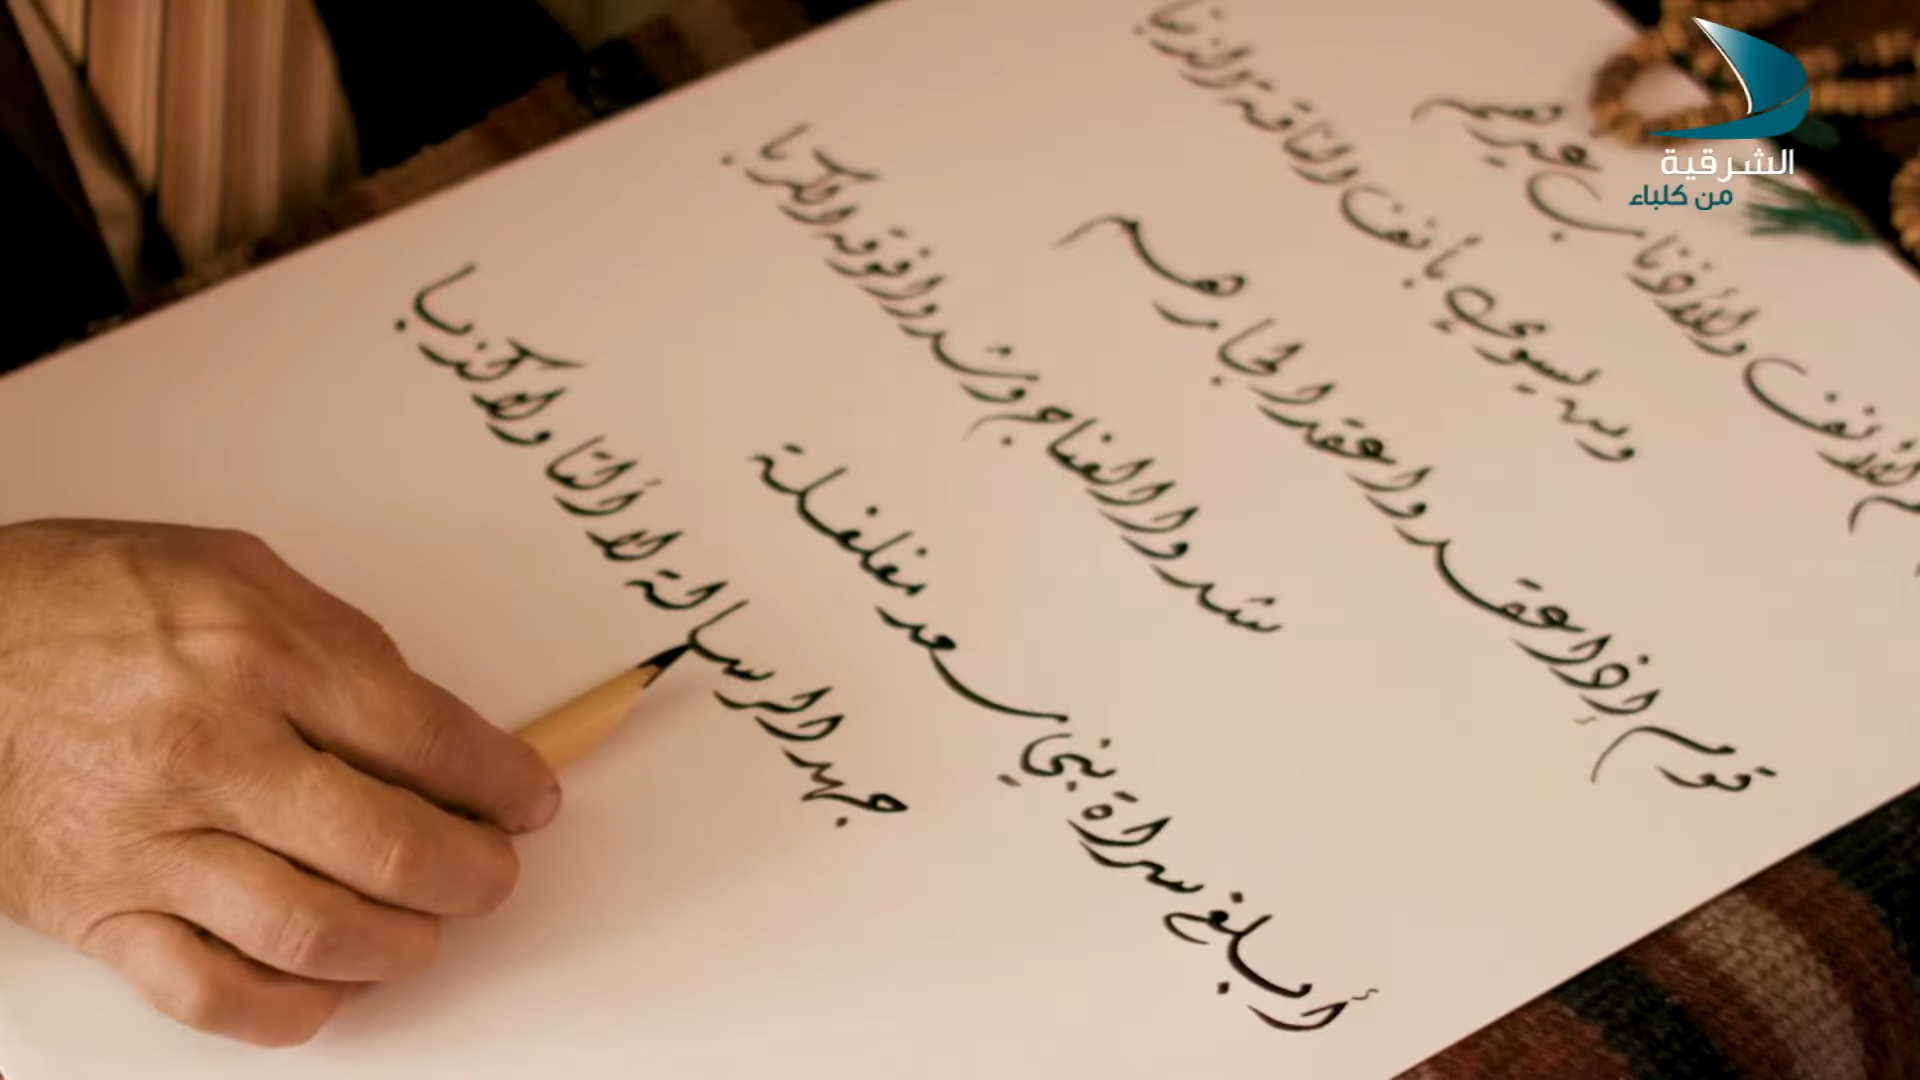 الشرقية
من كلباء
م الأنف والأذناب غيرهم
ومن يسوي بأنف الناقة الذنبا
قوم إذا عقدوا عقدا لجارهم
شدوا العناج وشدوا فوقه الكربا
أبلغ سراة بني سعد مغلغلة
جهد الرسالة لا ألتا ولا كذبا